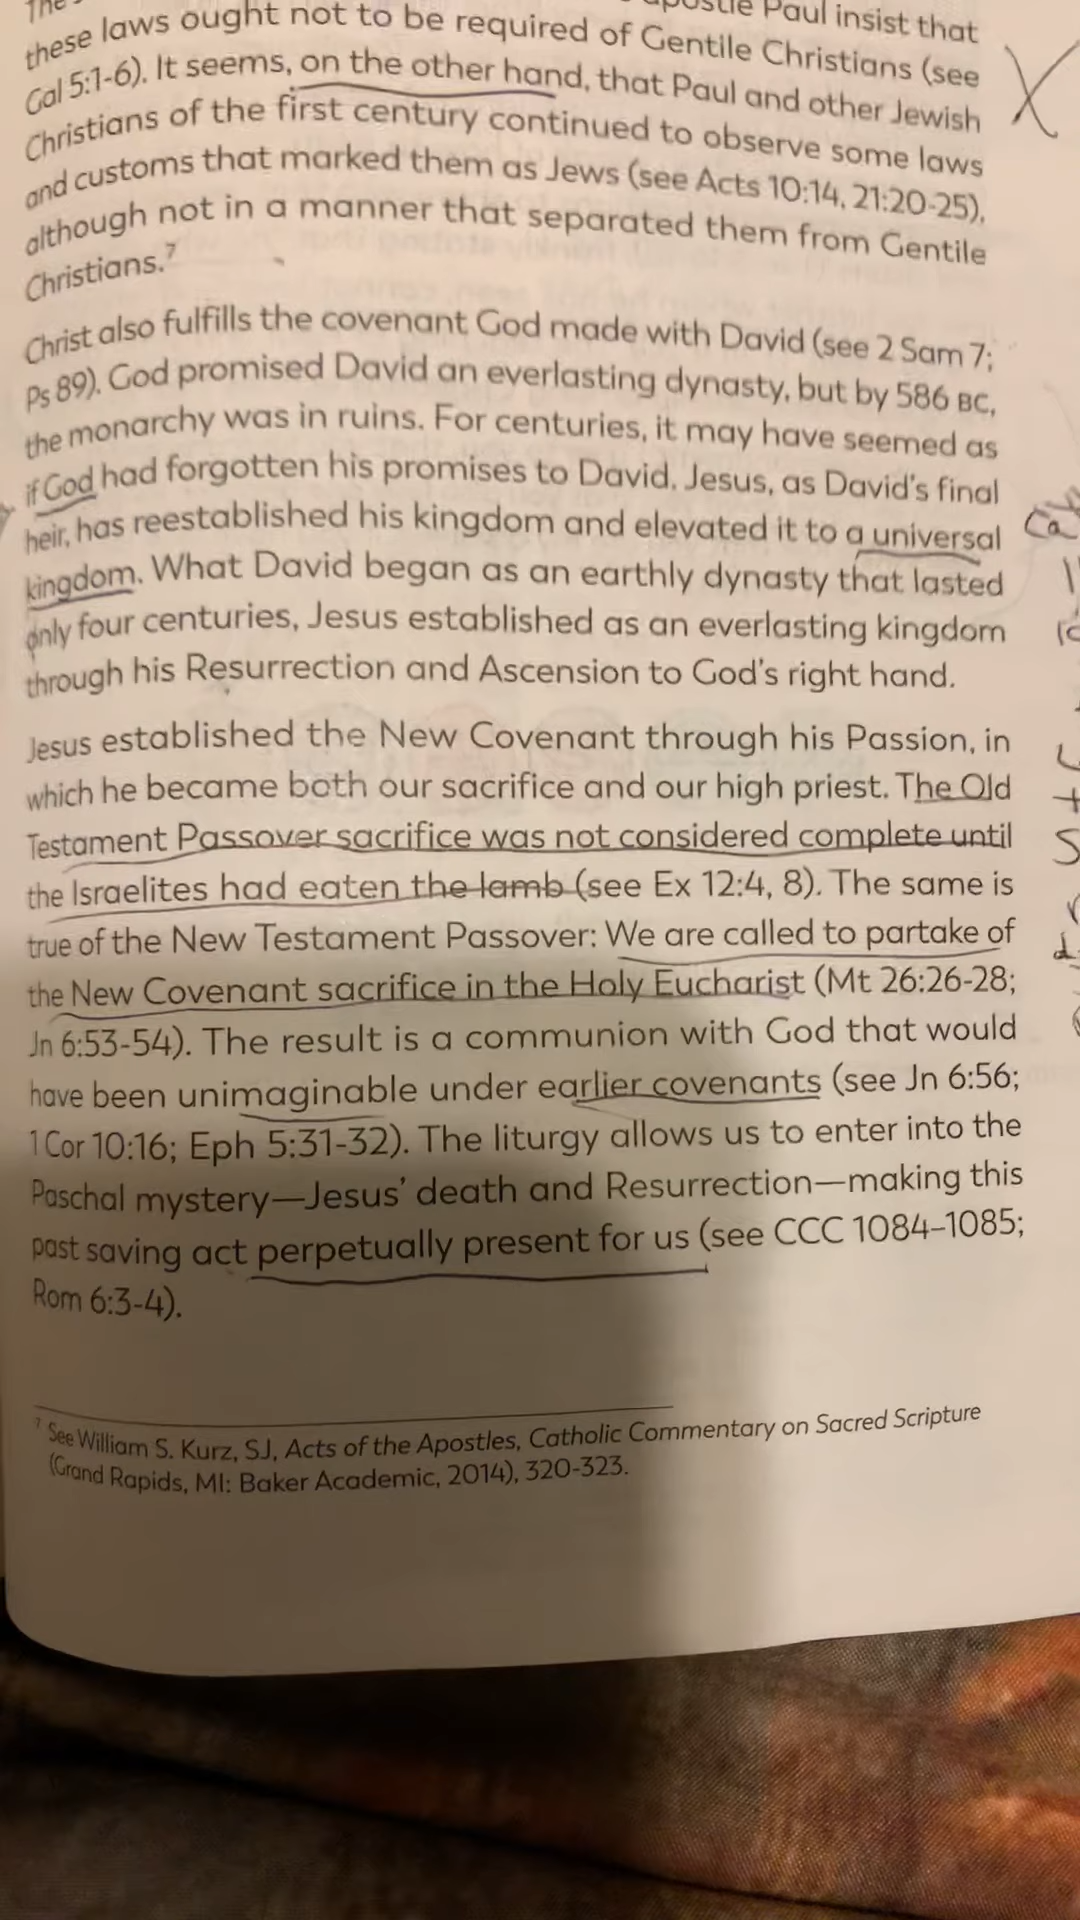 The
apostle Paul insist that
these laws ought not to be required of Gentile Christians (see
Gal 5:1-6). It seems, on the other hand, that Paul and other Jewish
Christians of the first century continued to observe some laws
and customs that marked them as Jews (see Acts 10:14, 21:20-25),
although not in a manner that separated them from Gentile
Christians.7
Christ also fulfills the covenant God made with David (see 2 Sam 7;
Ps 89). God promised David an everlasting dynasty, but by 586 BC,
the monarchy was in ruins. For centuries, it may have seemed as
if God had forgotten his promises to David. Jesus, as David's final
heir, has reestablished his kingdom and elevated it to a universal
kingdom. What David began as an earthly dynasty that lasted
only four centuries, Jesus established as an everlasting kingdom
through his Resurrection and Ascension to God's right hand.
Jesus established the New Covenant through his Passion, in
which he became both our sacrifice and our high priest. The Old
Testament Passover sacrifice was not considered complete until
the Israelites had eaten the lamb (see Ex 12:4, 8). The same is
true of the New Testament Passover: We are called to partake of
the New Covenant sacrifice in the Holy Eucharist (Mt 26:26-28;
Jn 6:53-54). The result is a communion with God that would
have been unimaginable under earlier covenants (see Jn 6:56;
1 Cor 10:16; Eph 5:31-32). The liturgy allows us to enter into the
Paschal mystery—Jesus' death and Resurrection—making this
past saving act perpetually present for us (see CCC 1084–1085;
Rom 6:3-4).
7 See William S. Kurz, SJ, Acts of the Apostles, Catholic Commentary on Sacred Scripture
(Grand Rapids, MI: Baker Academic, 2014), 320-323.